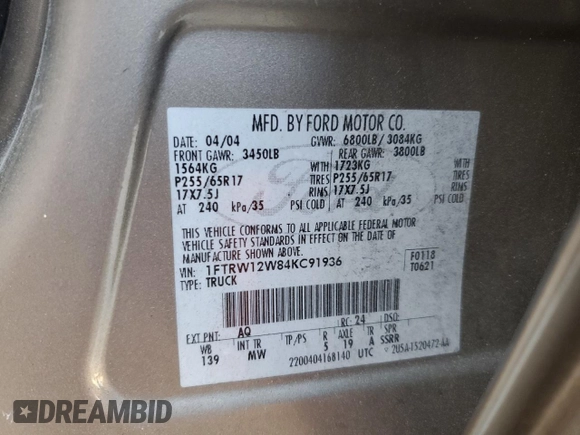 MFD. BY FORD MOTOR CO.
DATE: 04/04 GVWR: 6800LB/ 3084KG
FRONT GAWR: 3450LB REAR GAWR: 3800LB
1564KG WITH 1723KG WITH
P255/65R17 TIRES P255/65R17 TIRES
17X7.5J RIMS 17X7.5J RIMS
AT 240 kPa/35 PSI COLD AT 240 kPa/35 PSI COLD
THIS VEHICLE CONFORMS TO ALL APPLICABLE FEDERAL MOTOR
VEHICLE SAFETY STANDARDS IN EFFECT ON THE DATE OF
MANUFACTURE SHOWN ABOVE.
VIN: 1FTRW12W84KC91936 F0118
TYPE: TRUCK T0621
EXT PNT: AQ RC: 24 DSO:
WB INT TR TP/PS R AXLE TR SPR
139 MW 5 19 A SSRR
2200404168140 UTC
DREAMBID